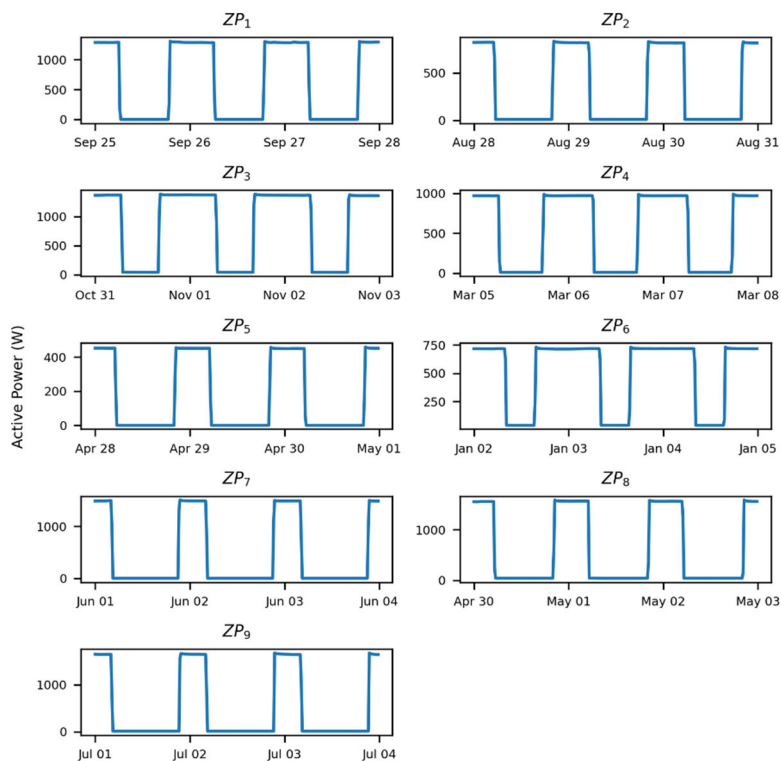 ZP1
1000
500
0
Sep 25 Sep 26 Sep 27 Sep 28
ZP2
500
0
Aug 28 Aug 29 Aug 30 Aug 31
ZP3
1000
500
0
Oct 31 Nov 01 Nov 02 Nov 03
ZP4
1000
500
0
Mar 05 Mar 06 Mar 07 Mar 08
Active Power (W)
ZP5
400
200
0
Apr 28 Apr 29 Apr 30 May 01
ZP6
750
500
250
Jan 02 Jan 03 Jan 04 Jan 05
ZP7
1000
0
Jun 01 Jun 02 Jun 03 Jun 04
ZP8
1000
0
Apr 30 May 01 May 02 May 03
ZP9
1000
0
Jul 01 Jul 02 Jul 03 Jul 04